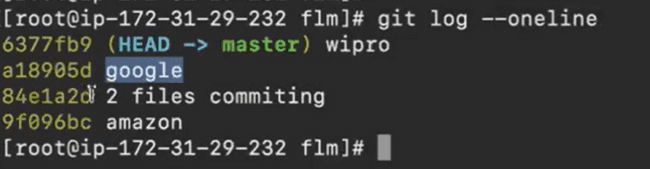 [root@ip-172-31-29-232 flm]# git log --oneline
6377fb9 (HEAD -> master) wipro
a18905d google
84e1a2d 2 files commiting
9f096bc amazon
[root@ip-172-31-29-232 flm]#